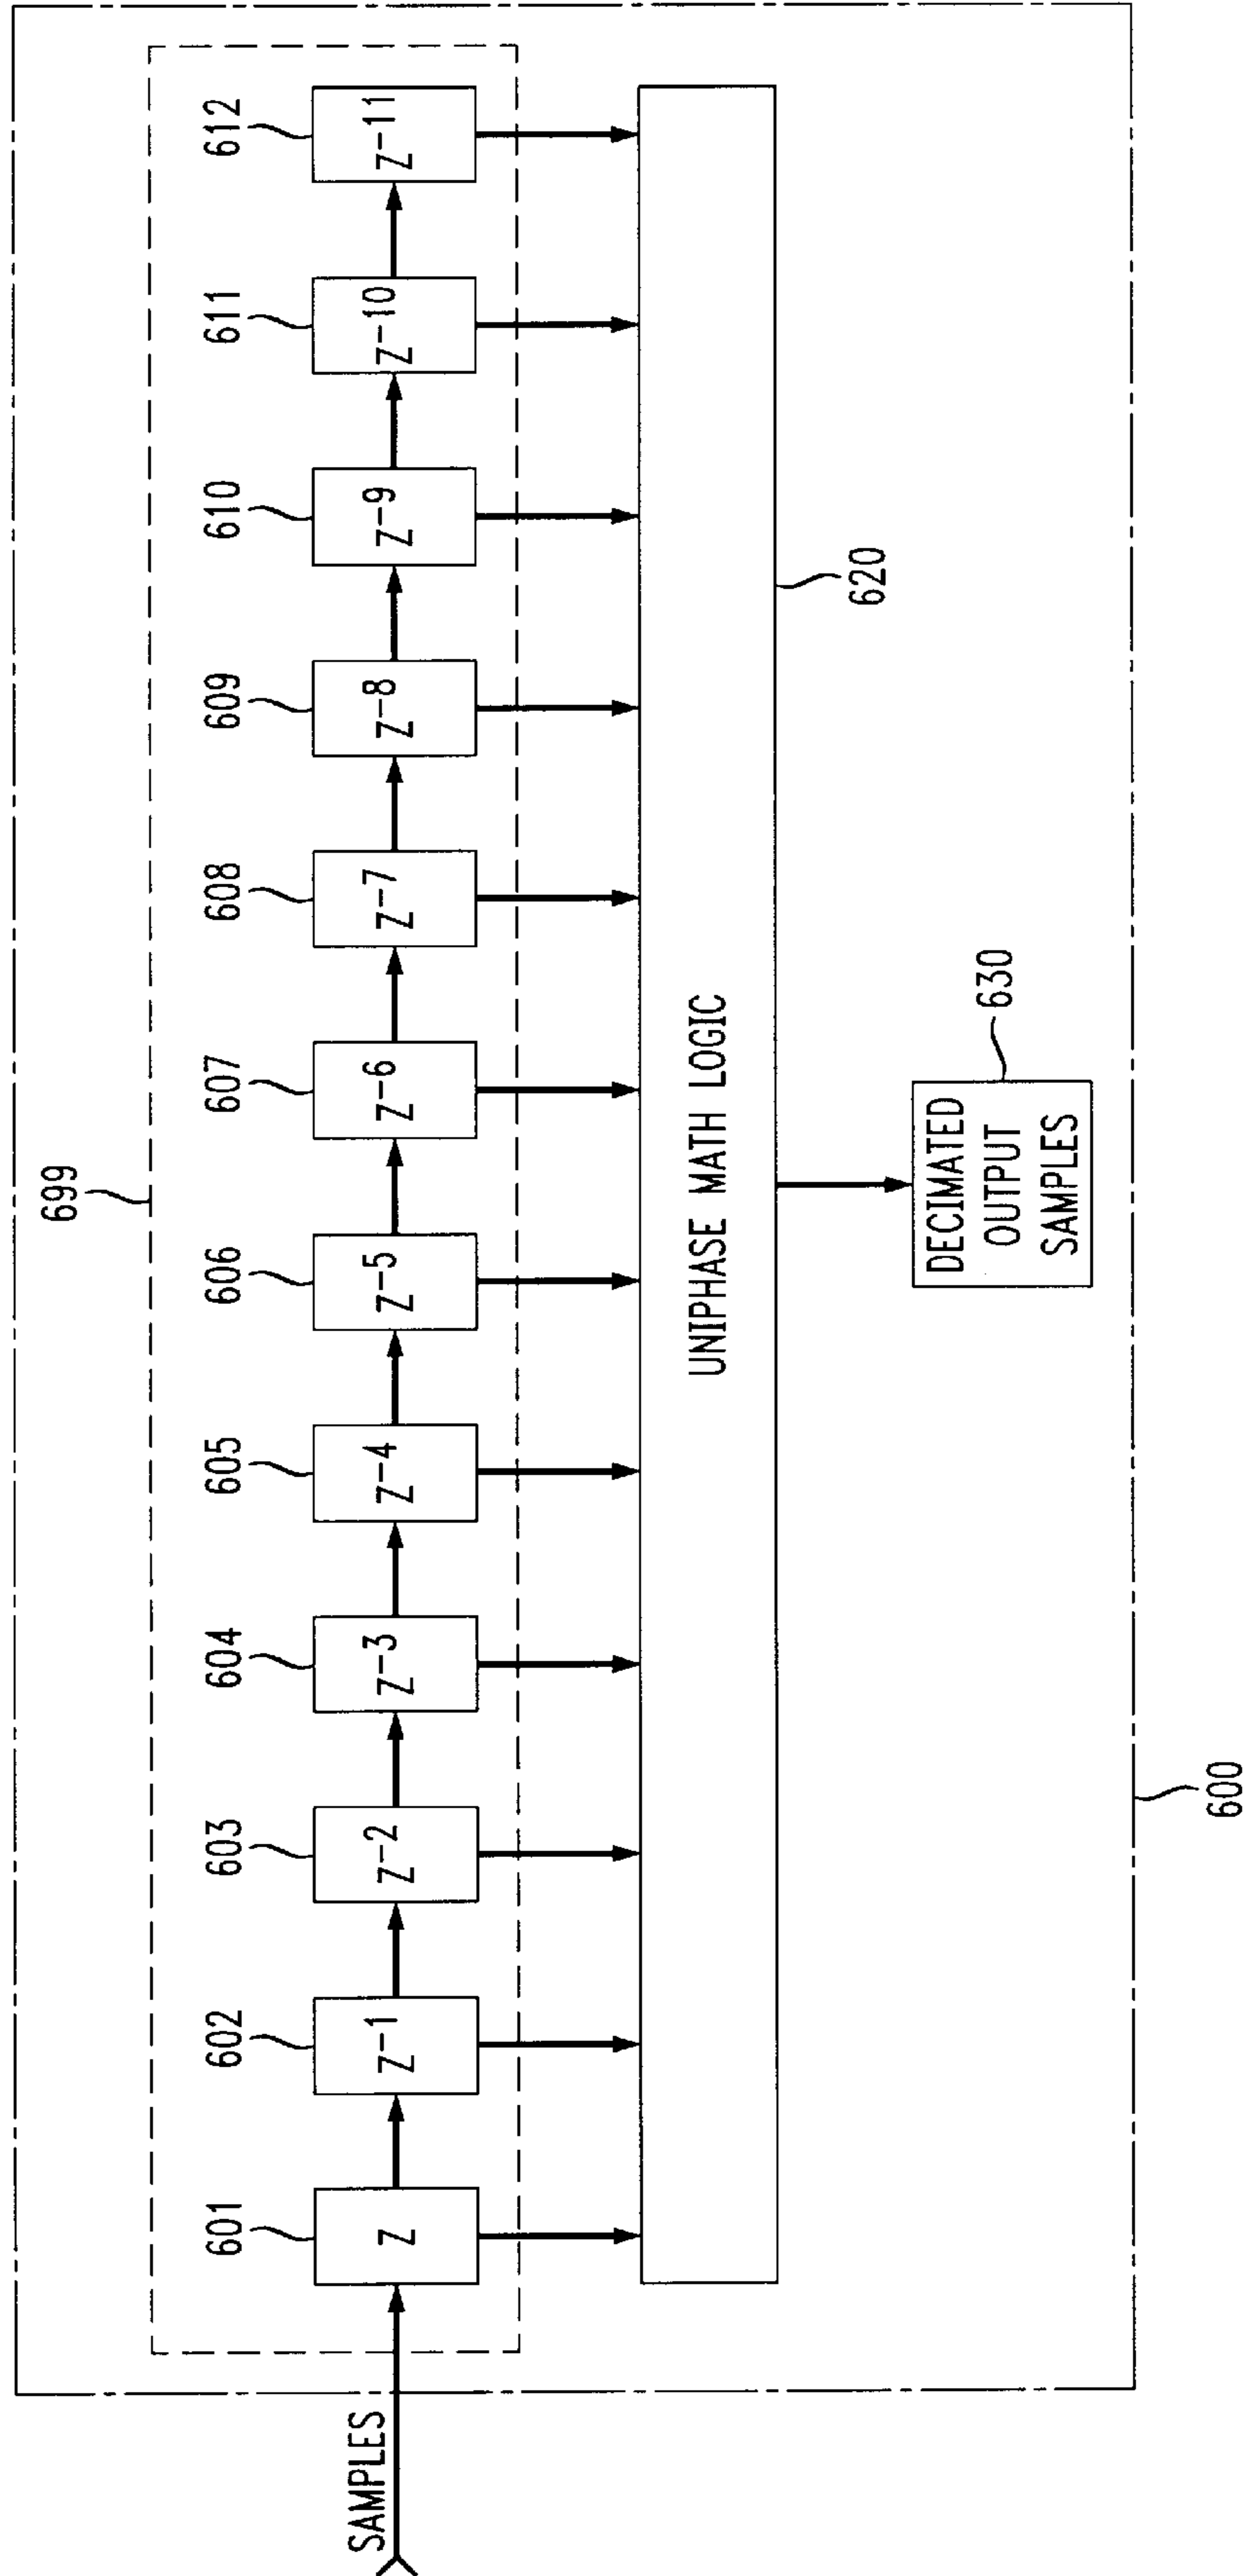 699
601
602
603
604
605
606
607
608
609
610
611
612
SAMPLES
Z
Z-1
Z-2
Z-3
Z-4
Z-5
Z-6
Z-7
Z-8
Z-9
Z-10
Z-11
UNIPHASE MATH LOGIC
620
DECIMATED
OUTPUT
SAMPLES
630
600